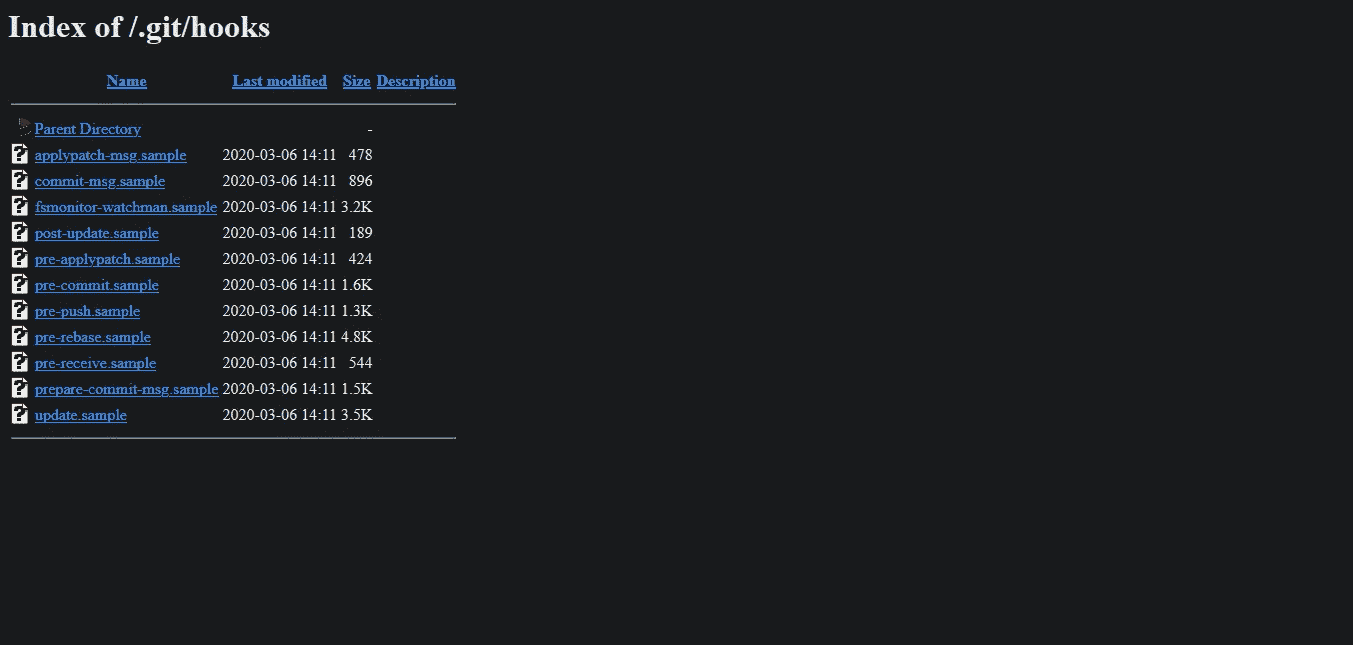 Index of /.git/hooks
Name Last modified Size Description
Parent Directory -
applypatch-msg.sample 2020-03-06 14:11 478
commit-msg.sample 2020-03-06 14:11 896
fsmonitor-watchman.sample 2020-03-06 14:11 3.2K
post-update.sample 2020-03-06 14:11 189
pre-applypatch.sample 2020-03-06 14:11 424
pre-commit.sample 2020-03-06 14:11 1.6K
pre-push.sample 2020-03-06 14:11 1.3K
pre-rebase.sample 2020-03-06 14:11 4.8K
pre-receive.sample 2020-03-06 14:11 544
prepare-commit-msg.sample 2020-03-06 14:11 1.5K
update.sample 2020-03-06 14:11 3.5K